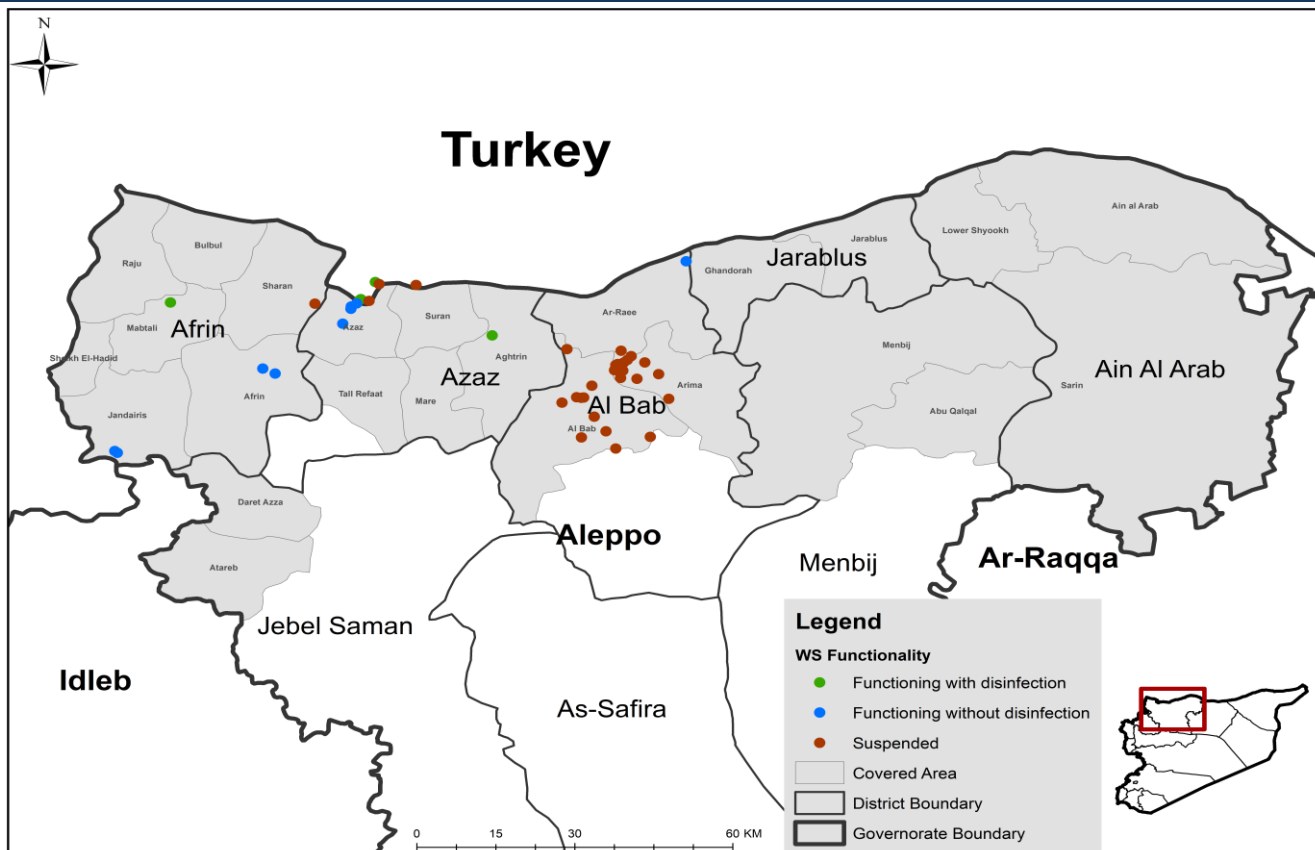 N
Turkey
Ain al Arab
Lower Shyookh
Jarablus
Ghandorah
Jarablus
Bulbul
Raju
Sharan
Mabtali
Afrin
Sheikh El-Hadid
Afrin
Jandairis
Azaz
Suran
Aghtrin
Azaz
Tall Refaat
Mare
Ar-Raee
Arima
Al Bab
Al Bab
Menbij
Abu Qalqal
Sarin
Ain Al Arab
Daret Azza
Atareb
Aleppo
Menbij
Ar-Raqqa
Jebel Saman
Idleb
As-Safira
Legend
WS Functionality
Functioning with disinfection
Functioning without disinfection
Suspended
Covered Area
District Boundary
Governorate Boundary
0 15 30 60 KM